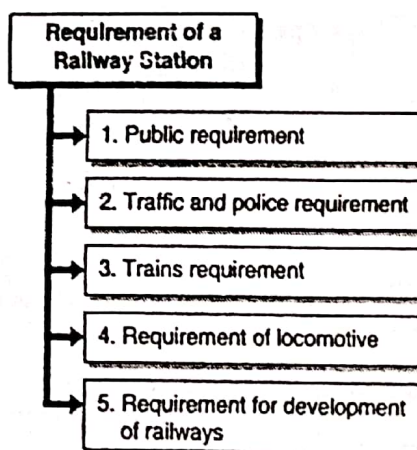 Requirement of a
Railway Station
1. Public requirement
2. Traffic and police requirement
3. Trains requirement
4. Requirement of locomotive
5. Requirement for development
of railways